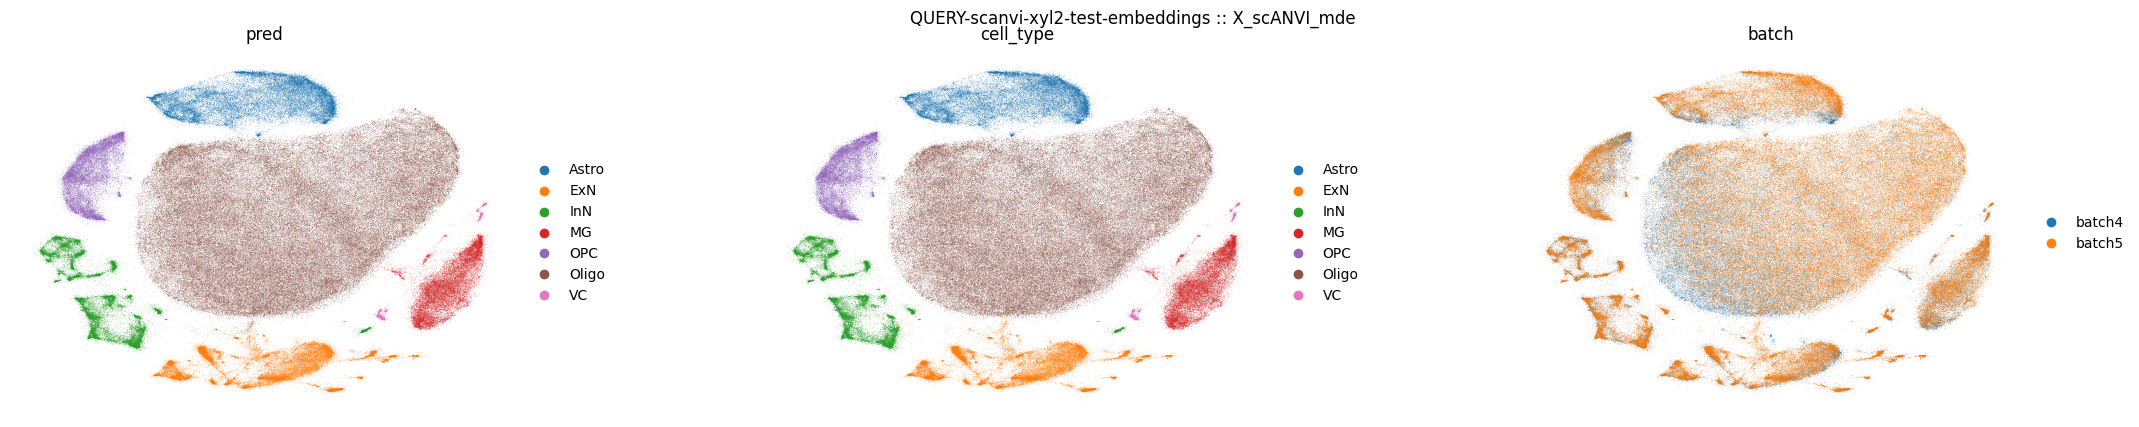 QUERY-scanvi-xyl2-test-embeddings :: X_scANVI_mde
pred
Astro
ExN
InN
MG
OPC
Oligo
VC
cell_type
Astro
ExN
InN
MG
OPC
Oligo
VC
batch
batch4
batch5